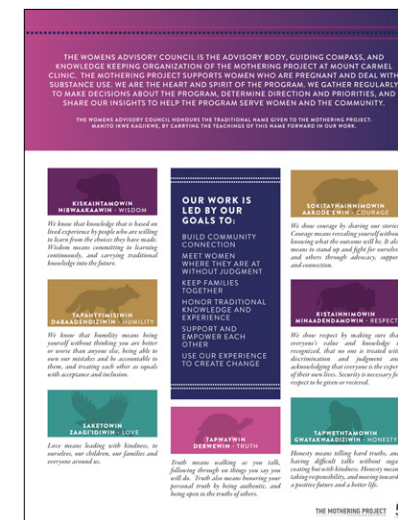 THE WOMENS ADVISORY COUNCIL IS THE ADVISORY BODY, GUIDING COMPASS, AND
KNOWLEDGE KEEPING ORGANIZATION OF THE MOTHERING PROJECT AT MOUNT CARMEL
CLINIC. THE MOTHERING PROJECT SUPPORTS WOMEN WHO ARE PREGNANT AND DEAL WITH
SUBSTANCE USE. WE ARE THE HEART AND SPIRIT OF THE PROGRAM. WE GATHER REGULARLY
TO MAKE DECISIONS ABOUT THE PROGRAM, DETERMINE DIRECTION AND PRIORITIES, AND
SHARE OUR INSIGHTS TO HELP THE PROGRAM SERVE WOMEN AND THE COMMUNITY.
THE WOMENS ADVISORY COUNCIL HONOURS THE TRADITIONAL NAME GIVEN TO THE MOTHERING PROJECT:
MANITO IKWE KAGIIKWE, BY CARRYING THE TEACHINGS OF THIS NAME FORWARD IN OUR WORK.
KISKAINTAMOWIN
NIBWAAKAAWIN - WISDOM
We know that knowledge that is based on
lived experience by people who are willing
to learn from the choices they have made.
Wisdom means committing to learning
continuously, and carrying traditional
knowledge into the future.
TAPAHTYIMISIWIN
DABAADENDIZIWIN - HUMILITY
We know that humility means being
yourself without thinking you are better
or worse than anyone else, being able to
own our mistakes and be accountable to
them, and treating each other as equals
with acceptance and inclusion.
SAKETOWIN
ZAAGI'IDIWIN - LOVE
Love means leading with kindness, to
ourselves, our children, our families and
everyone around us.
OUR WORK IS
LED BY OUR
GOALS TO:
BUILD COMMUNITY
CONNECTION
MEET WOMEN
WHERE THEY ARE AT
WITHOUT JUDGMENT
KEEP FAMILIES
TOGETHER
HONOR TRADITIONAL
KNOWLEDGE AND
EXPERIENCE
SUPPORT AND
EMPOWER EACH
OTHER
USE OUR EXPERIENCE
TO CREATE CHANGE
TAPWAYWIN
DEBWEWIN - TRUTH
Truth means walking as you talk,
following through on things you say you
will do. Truth also means honoring your
personal truth by being authentic, and
being open to the truths of others.
SOKITAYHAINNIMOWIN
AAKODE'EWIN - COURAGE
We show courage by sharing our stories.
Courage means revealing yourself without
knowing what the outcome will be. It also
means to stand up and fight for ourselves
and others through advocacy, support
and connection.
KISTAINNIMOWIN
MINAADENDAMOWIN - RESPECT
We show respect by making sure that
everyone's value and knowledge is
recognized, that no one is treated with
discrimination and judgment and
acknowledging that everyone is the expert
of their own lives. Security is necessary for
respect to be given or recieved.
TAPWETHTAMOWIN
GWAYAKWAADIZIWIN - HONESTY
Honesty means telling hard truths, and
having difficult talks without sugar
coating but with kindness. Honesty means
taking responsibility, and moving towards
a positive future and a better life.
THE MOTHERING PROJECT